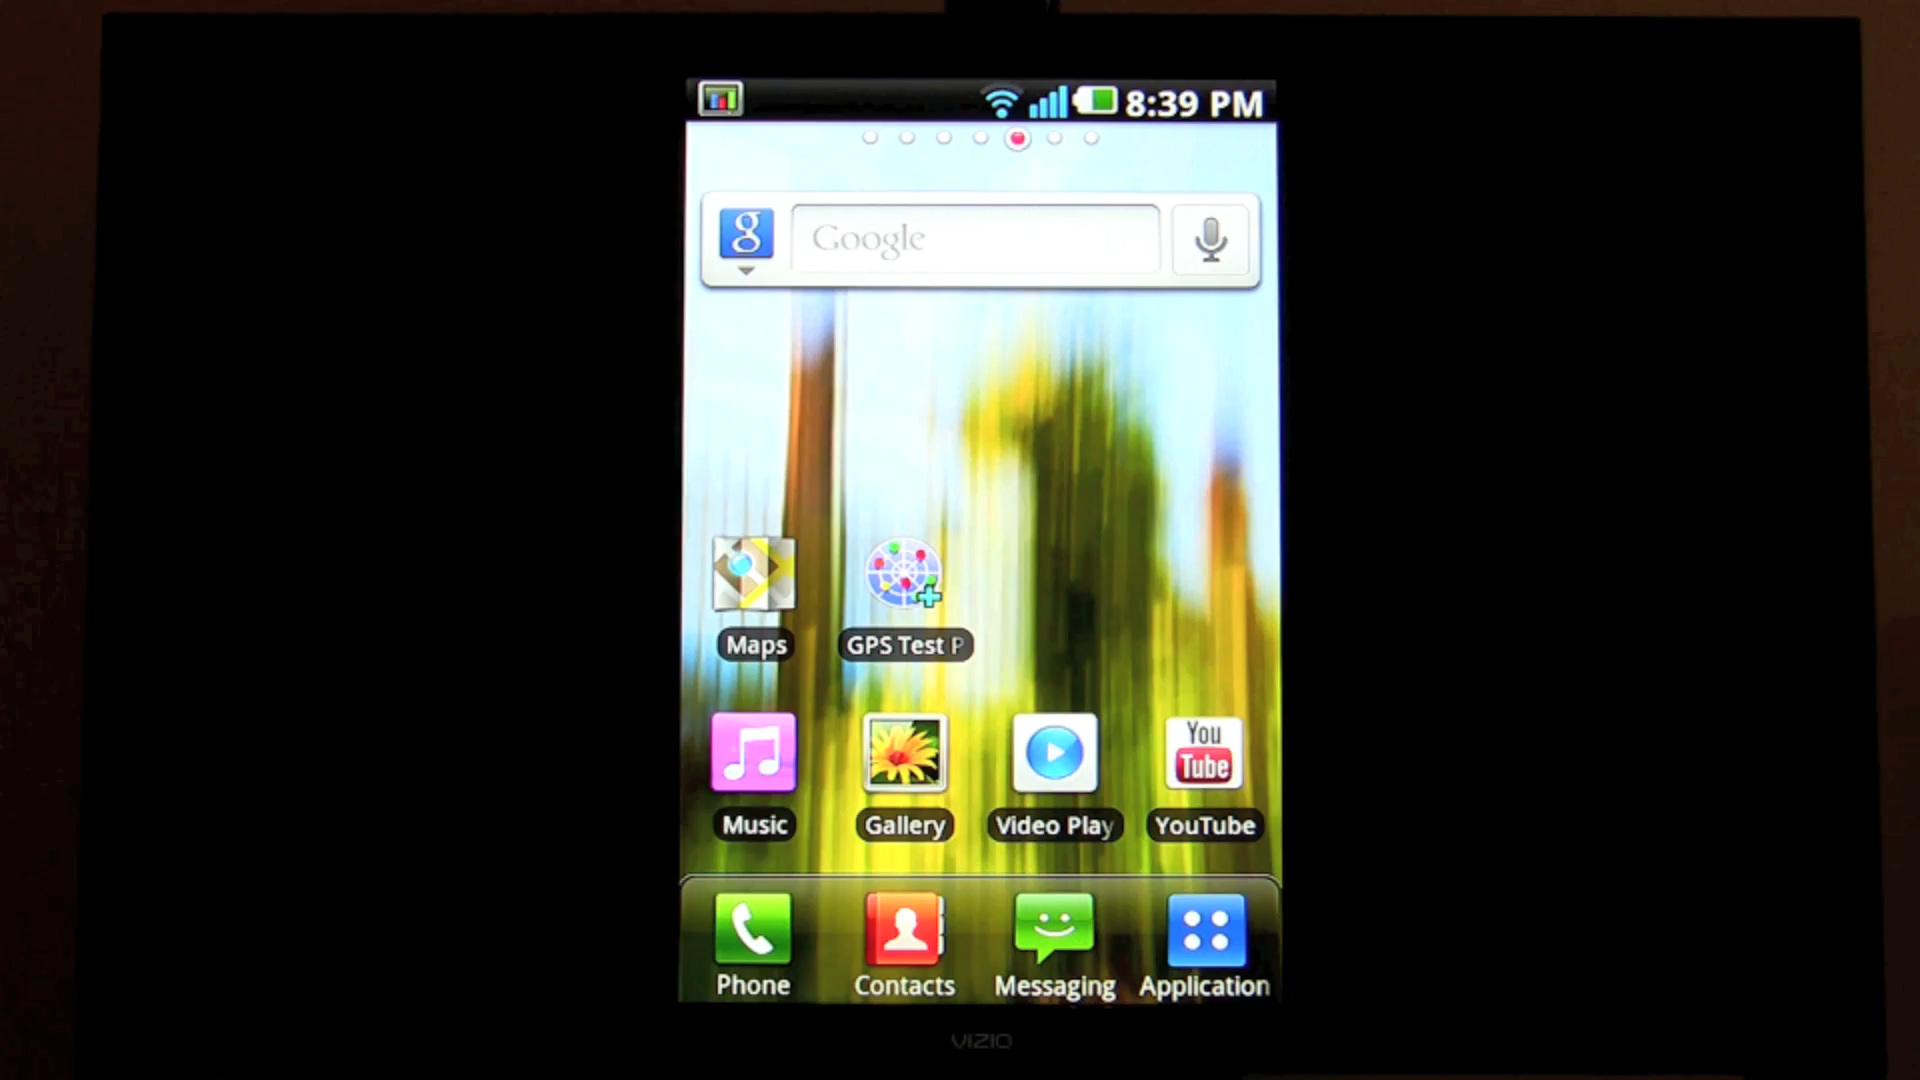 8:39 PM
g Google
Maps GPS Test P
You
Tube
Music Gallery Video Play YouTube
Phone Contacts Messaging Application
VIZIO